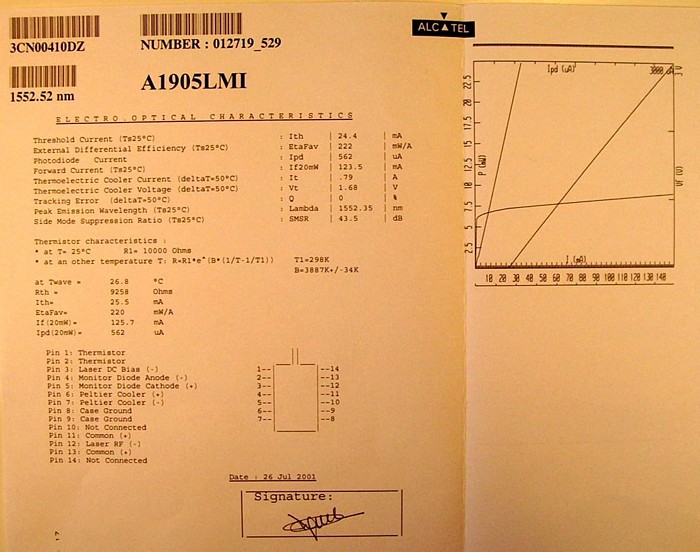 ALC▲TEL
3CN00410DZ
NUMBER : 012719_529
A1905LMI
1552.52 nm
ELECTRO.OPTICAL CHARACTERISTICS
Threshold Current (Ts25°C) : Ith | 24.4 | mA
External Differential Efficiency (Ts25°C) : EtaFav | 222 | mW/A
Photodiode Current : Ipd | 562 | uA
Forward Current (Ts25°C) : If20mW | 123.5 | mA
Thermoelectric Cooler Current (deltaT=50°C) : It | .79 | A
Thermoelectric Cooler Voltage (deltaT=50°C) : Vt | 1.68 | V
Tracking Error (deltaT=50°C) : Q | 0 | %
Peak Emission Wavelength (Ts25°C) : Lambda | 1552.35 | nm
Side Mode Suppression Ratio (Ts25°C) : SMSR | 43.5 | dB
Thermistor characteristics :
* at T= 25°C R1= 10000 Ohms
* at an other temperature T: R=R1*e^(B*(1/T-1/T1)) T1=298K
B=3887K+/-34K
at Twave = 26.8 °C
Rth = 9258 Ohms
Ith= 25.5 mA
EtaFav= 220 mW/A
If(20mW)= 125.7 mA
Ipd(20mW)= 562 uA
Pin 1: Thermistor
Pin 2: Thermistor
Pin 3: Laser DC Bias (-)
Pin 4: Monitor Diode Anode (-)
Pin 5: Monitor Diode Cathode (+)
Pin 6: Peltier Cooler (+)
Pin 7: Peltier Cooler (-)
Pin 8: Case Ground
Pin 9: Case Ground
Pin 10: Not Connected
Pin 11: Common (+)
Pin 12: Laser RF (-)
Pin 13: Common (+)
Pin 14: Not Connected
1-- --14
2-- --13
3-- --12
4-- --11
5-- --10
6-- --9
7-- --8
Date : 26 Jul 2001
Signature:
Ipd (uA) 3000 uA
3 V
22.5
20
17.5
15
12.5
10
7.5
5
2.5
P (mW)
VF (V)
I (mA)
10 20 30 40 50 60 70 80 90 100 110 120 130 140